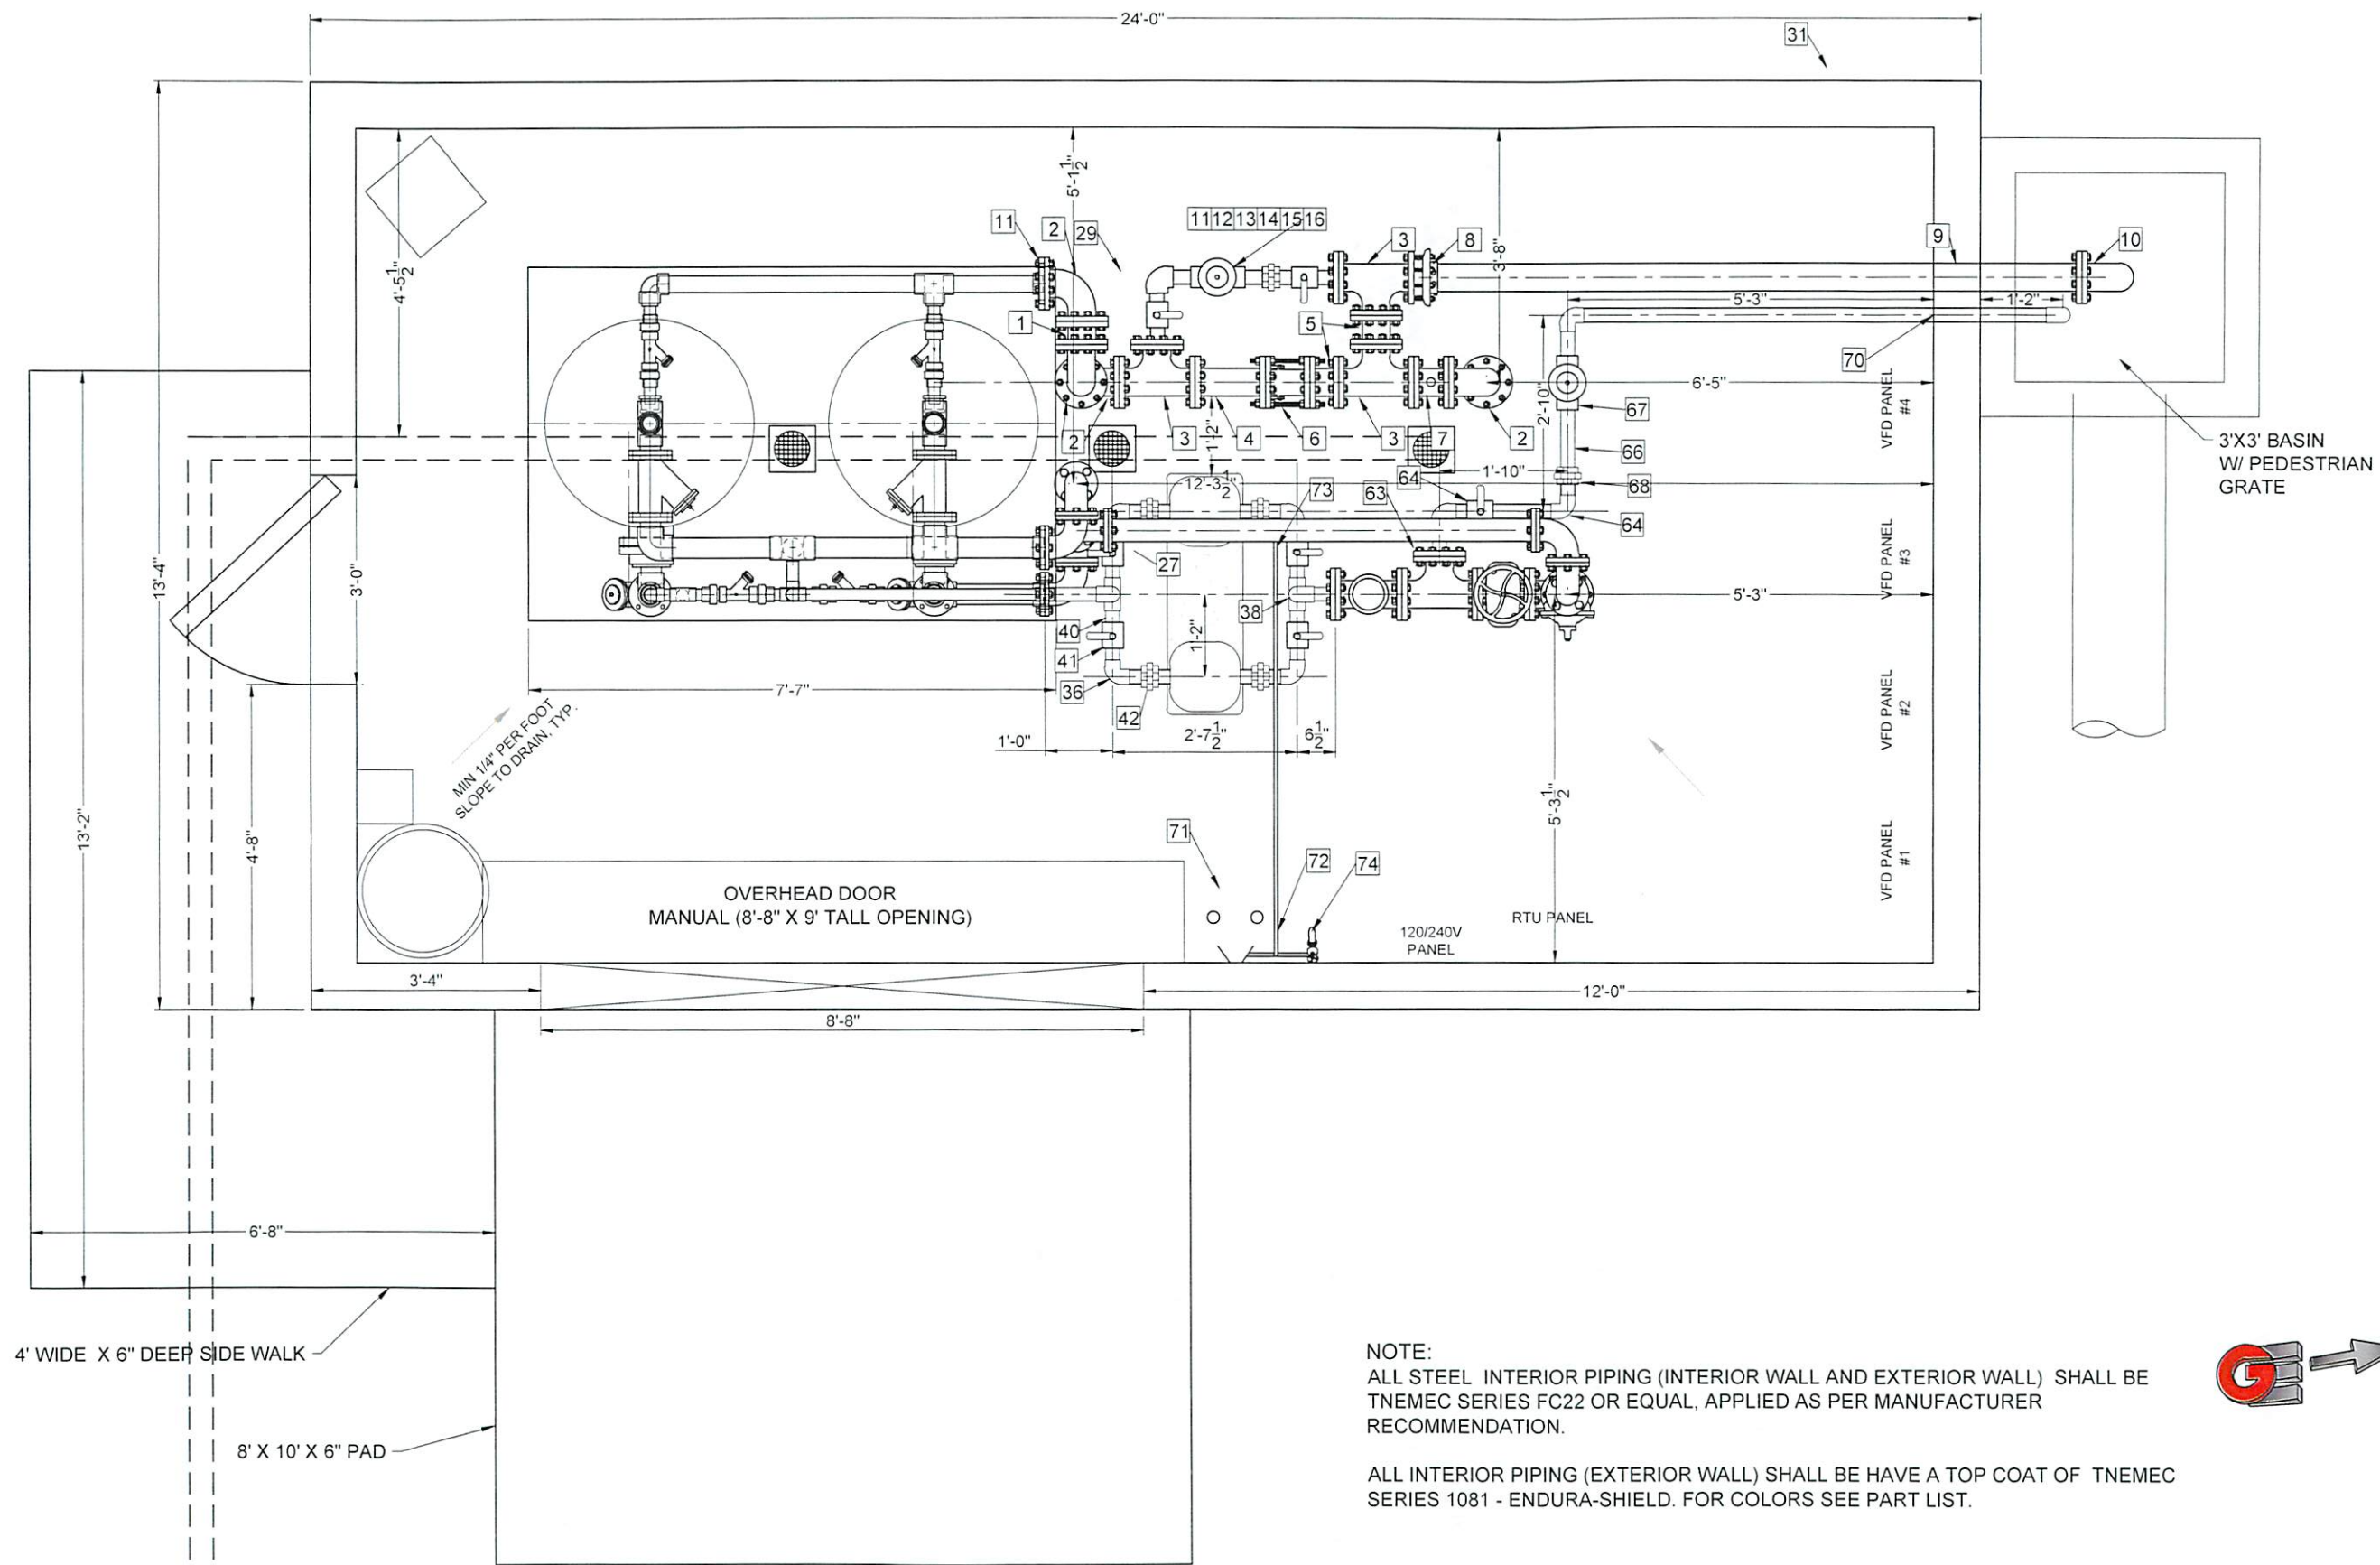 24'-0"
31
5'-1 1/2"
4'-5 1/2"
11
2
29
11 12 13 14 15 16
3
8
3'-8"
9
10
5'-3"
1'-2"
1
5
70
6'-5"
2'-10"
VFD PANEL
#4
67
2
3
4
1'-2"
6
3
7
2
66
3'X3' BASIN
W/ PEDESTRIAN
GRATE
64
1'-10"
12'-3 1/2"
73
63
68
64
VFD PANEL
#3
27
13'-4"
3'-0"
5'-3"
38
40
1'-2"
41
36
7'-7"
42
VFD PANEL
#2
MIN 1/4" PER FOOT
SLOPE TO DRAIN, TYP.
1'-0"
2'-7 1/2"
6 1/2"
5'-3 1/2"
13'-2"
4'-8"
71
72
74
VFD PANEL
#1
OVERHEAD DOOR
MANUAL (8'-8" X 9' TALL OPENING)
RTU PANEL
120/240V
PANEL
3'-4"
12'-0"
8'-8"
6'-8"
4' WIDE X 6" DEEP SIDE WALK
8' X 10' X 6" PAD
NOTE:
ALL STEEL INTERIOR PIPING (INTERIOR WALL AND EXTERIOR WALL) SHALL BE
TNEMEC SERIES FC22 OR EQUAL, APPLIED AS PER MANUFACTURER
RECOMMENDATION.
ALL INTERIOR PIPING (EXTERIOR WALL) SHALL BE HAVE A TOP COAT OF TNEMEC
SERIES 1081 - ENDURA-SHIELD. FOR COLORS SEE PART LIST.
G